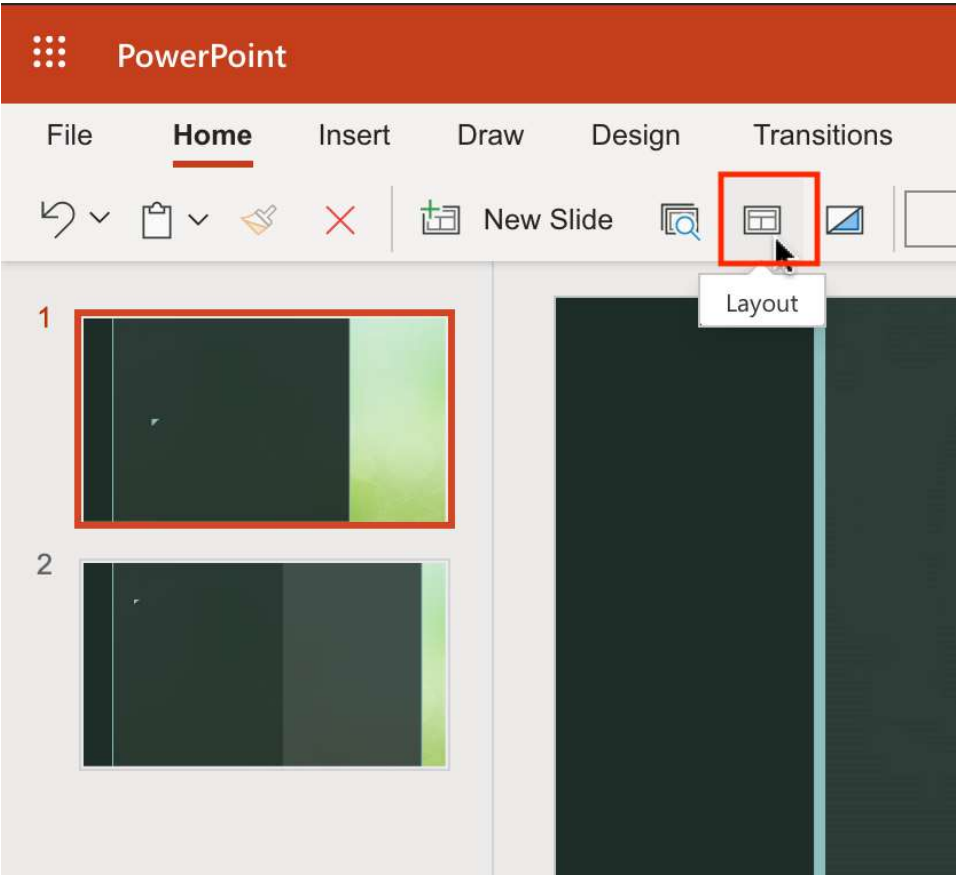 PowerPoint
File Home Insert Draw Design Transitions
New Slide
Layout
1
2